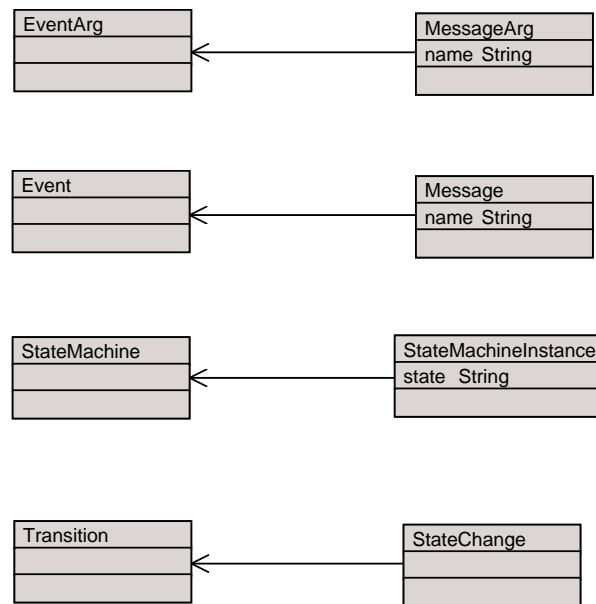 EventArg
MessageArg
name String
Event
Message
name String
StateMachine
StateMachineInstance
state String
Transition
StateChange